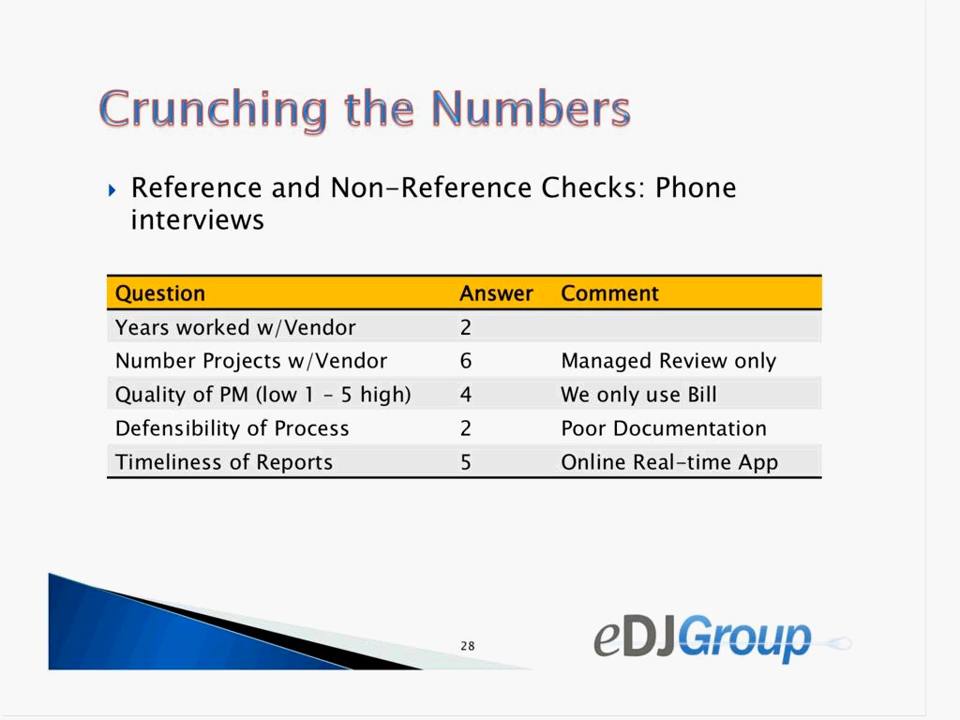 Crunching the Numbers
Reference and Non-Reference Checks: Phone
interviews
Question Answer Comment
Years worked w/Vendor 2
Number Projects w/Vendor 6 Managed Review only
Quality of PM (low 1 – 5 high) 4 We only use Bill
Defensibility of Process 2 Poor Documentation
Timeliness of Reports 5 Online Real-time App
28
eDJGroup